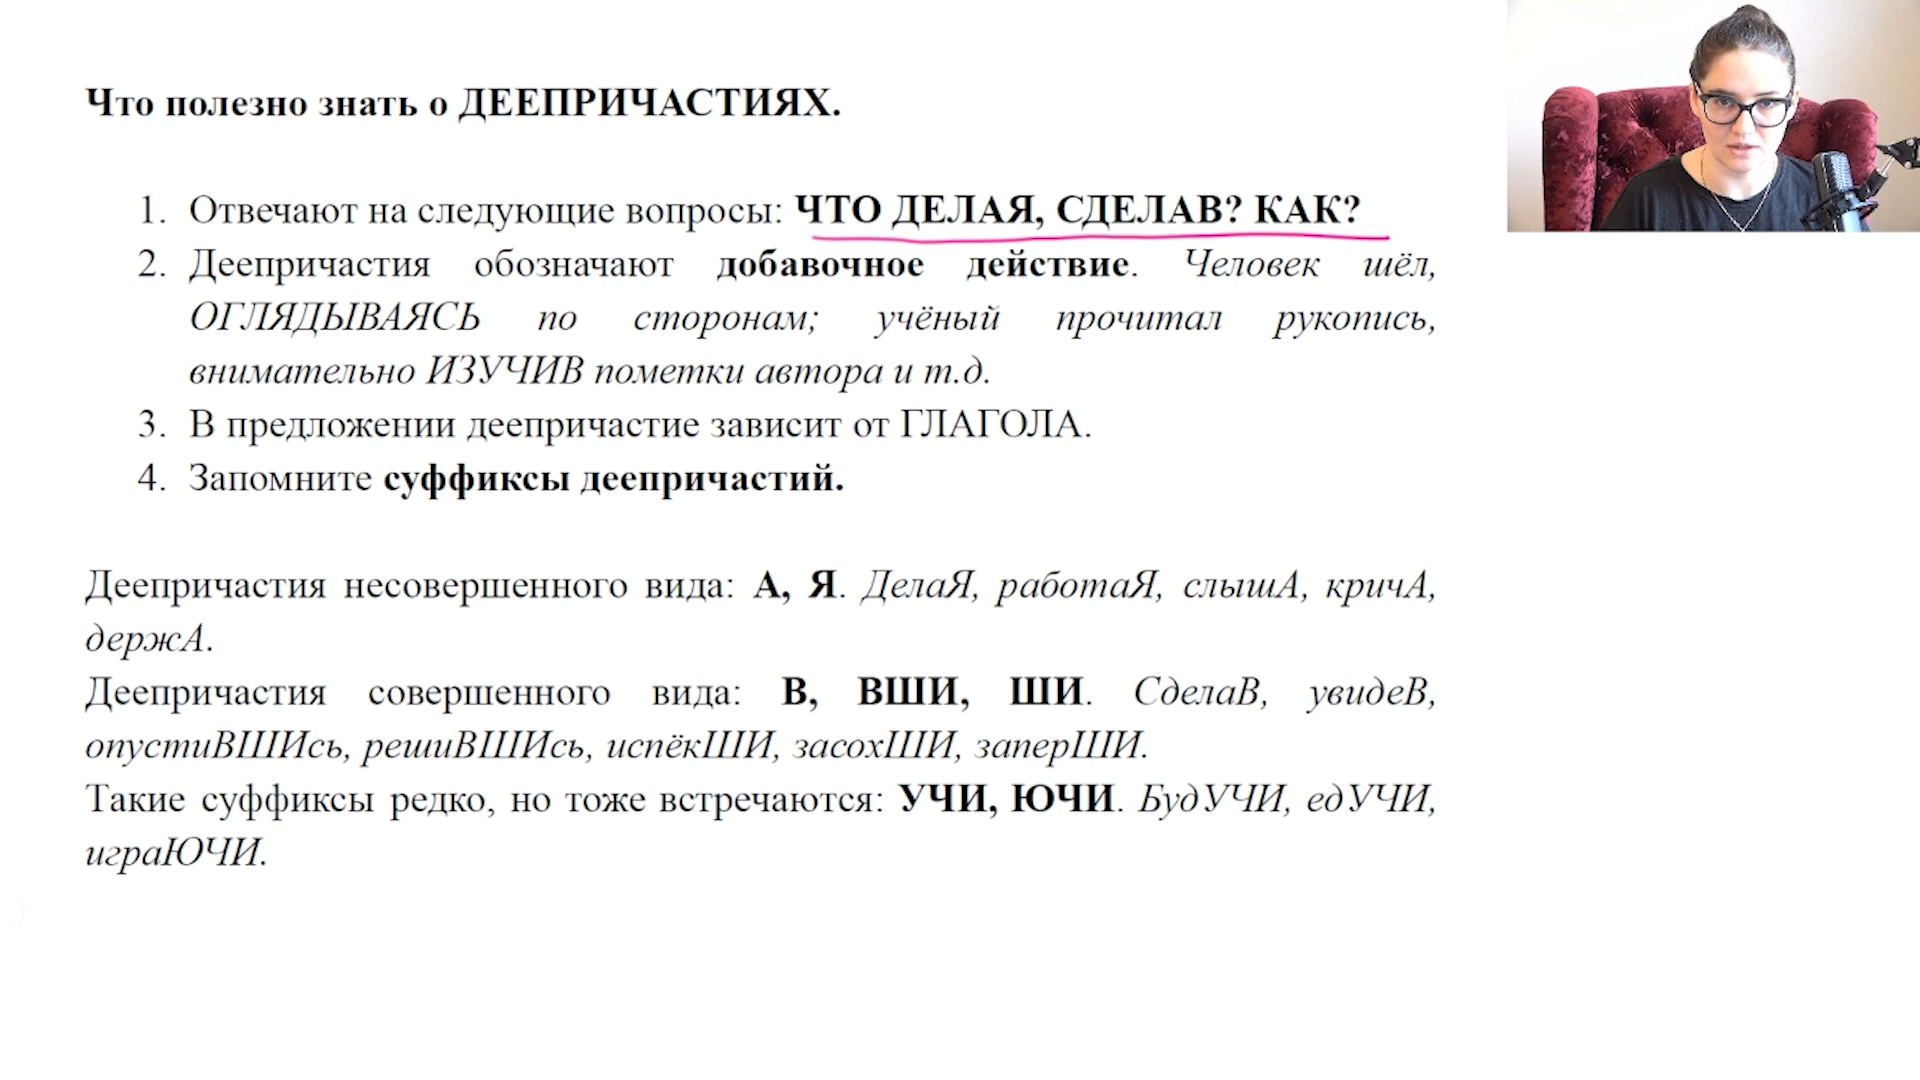 Что полезно знать о ДЕЕПРИЧАСТИЯХ.
1. Отвечают на следующие вопросы: ЧТО ДЕЛАЯ, СДЕЛАВ? КАК?
2. Деепричастия обозначают добавочное действие. Человек шёл,
ОГЛЯДЫВАЯСЬ по сторонам; учёный прочитал рукопись,
внимательно ИЗУЧИВ пометки автора и т.д.
3. В предложении деепричастие зависит от ГЛАГОЛА.
4. Запомните суффиксы деепричастий.
Деепричастия несовершенного вида: А, Я. ДелаЯ, работаЯ, слышА, кричА,
держА.
Деепричастия совершенного вида: В, ВШИ, ШИ. СделаВ, увидеВ,
опустиВШИсь, решиВШИсь, испёкШИ, засохШИ, заперШИ.
Такие суффиксы редко, но тоже встречаются: УЧИ, ЮЧИ. БудУЧИ, едУЧИ,
играЮЧИ.